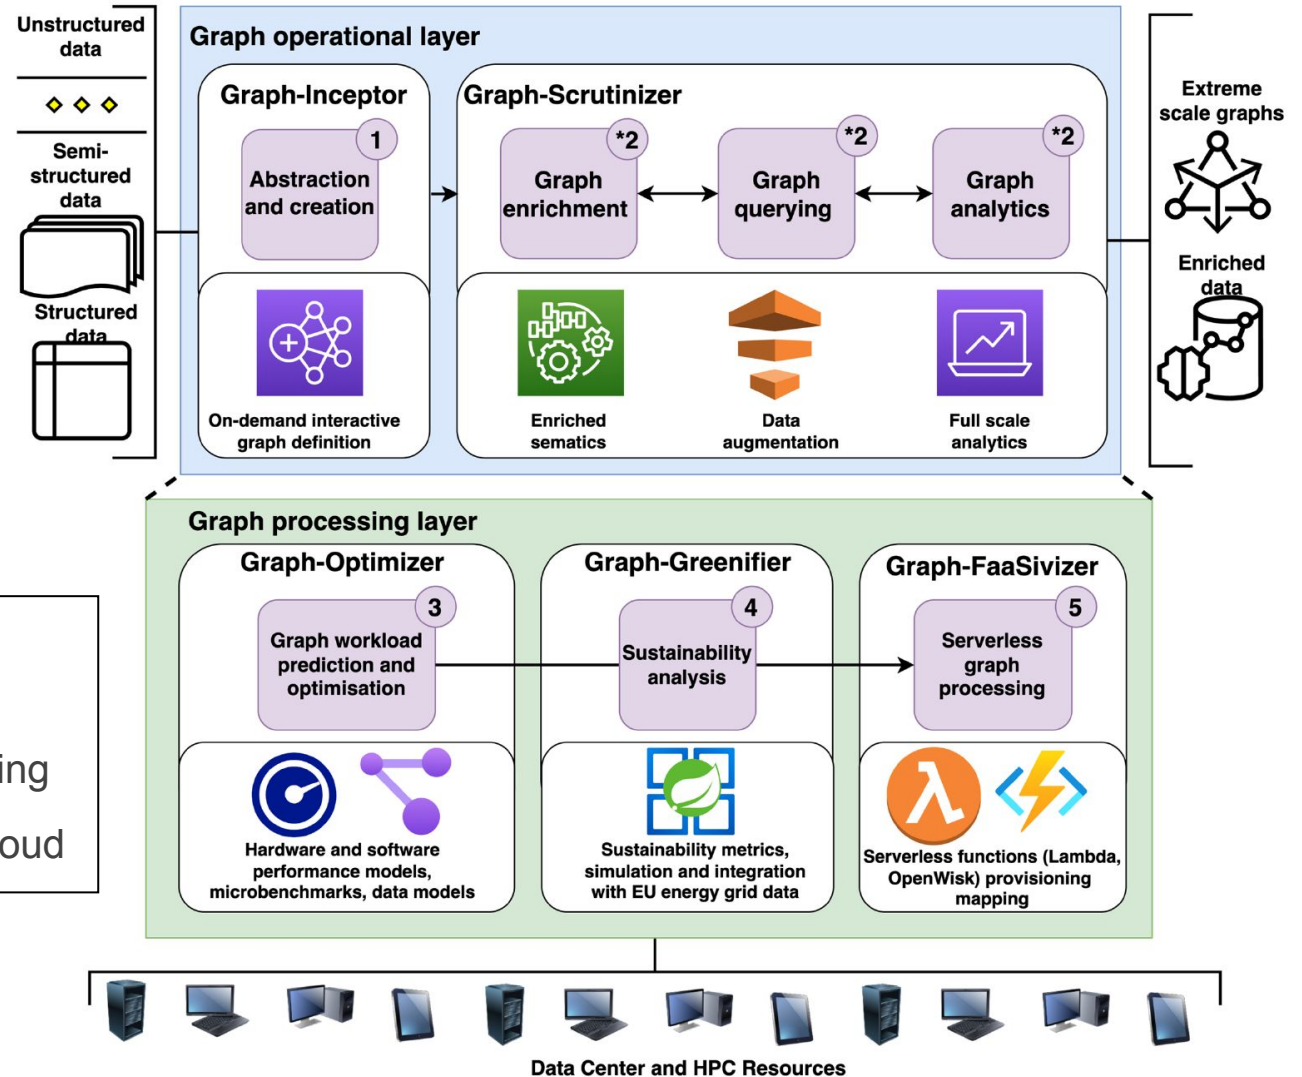 Unstructured
data
Semi-
structured
data
Structured
data
Graph operational layer
Graph-Inceptor
1
Abstraction
and creation
On-demand interactive
graph definition
Graph-Scrutinizer
*2
Graph
enrichment
*2
Graph
querying
*2
Graph
analytics
Enriched
sematics
Data
augmentation
Full scale
analytics
Extreme
scale graphs
Enriched
data
Graph processing layer
Graph-Optimizer
3
Graph workload
prediction and
optimisation
Hardware and software
performance models,
microbenchmarks, data models
Graph-Greenifier
4
Sustainability
analysis
Sustainability metrics,
simulation and integration
with EU energy grid data
Graph-FaaSivizer
5
Serverless
graph
processing
λ
Serverless functions (Lambda,
OpenWisk) provisioning
mapping
ing
oud
Data Center and HPC Resources